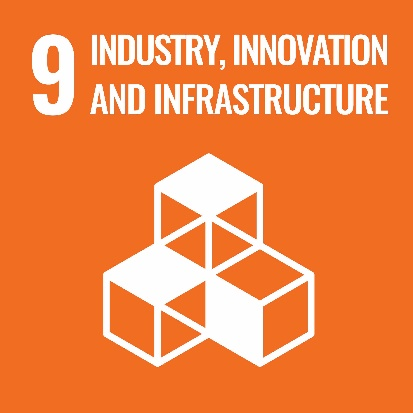 9 INDUSTRY, INNOVATION
AND INFRASTRUCTURE